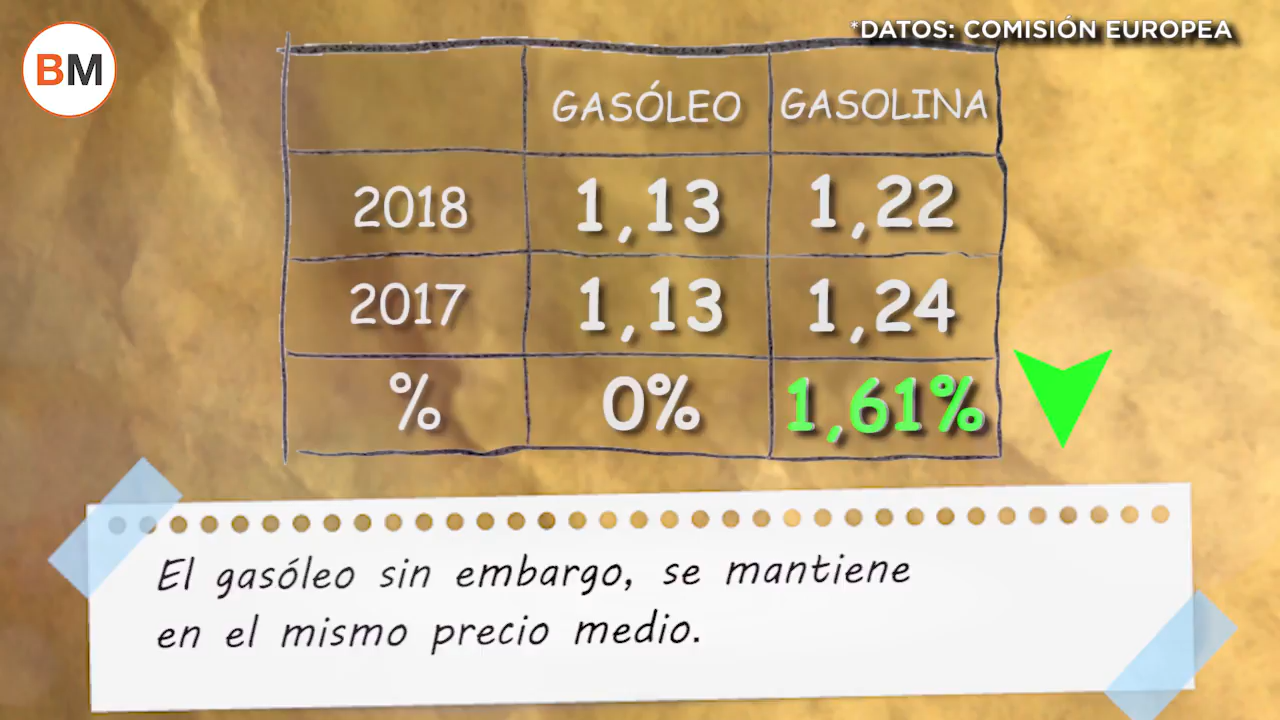 BM
*DATOS: COMISIÓN EUROPEA
GASÓLEO GASOLINA
2018 1,13 1,22
2017 1,13 1,24
% 0% 1,61%
El gasóleo sin embargo, se mantiene
en el mismo precio medio.